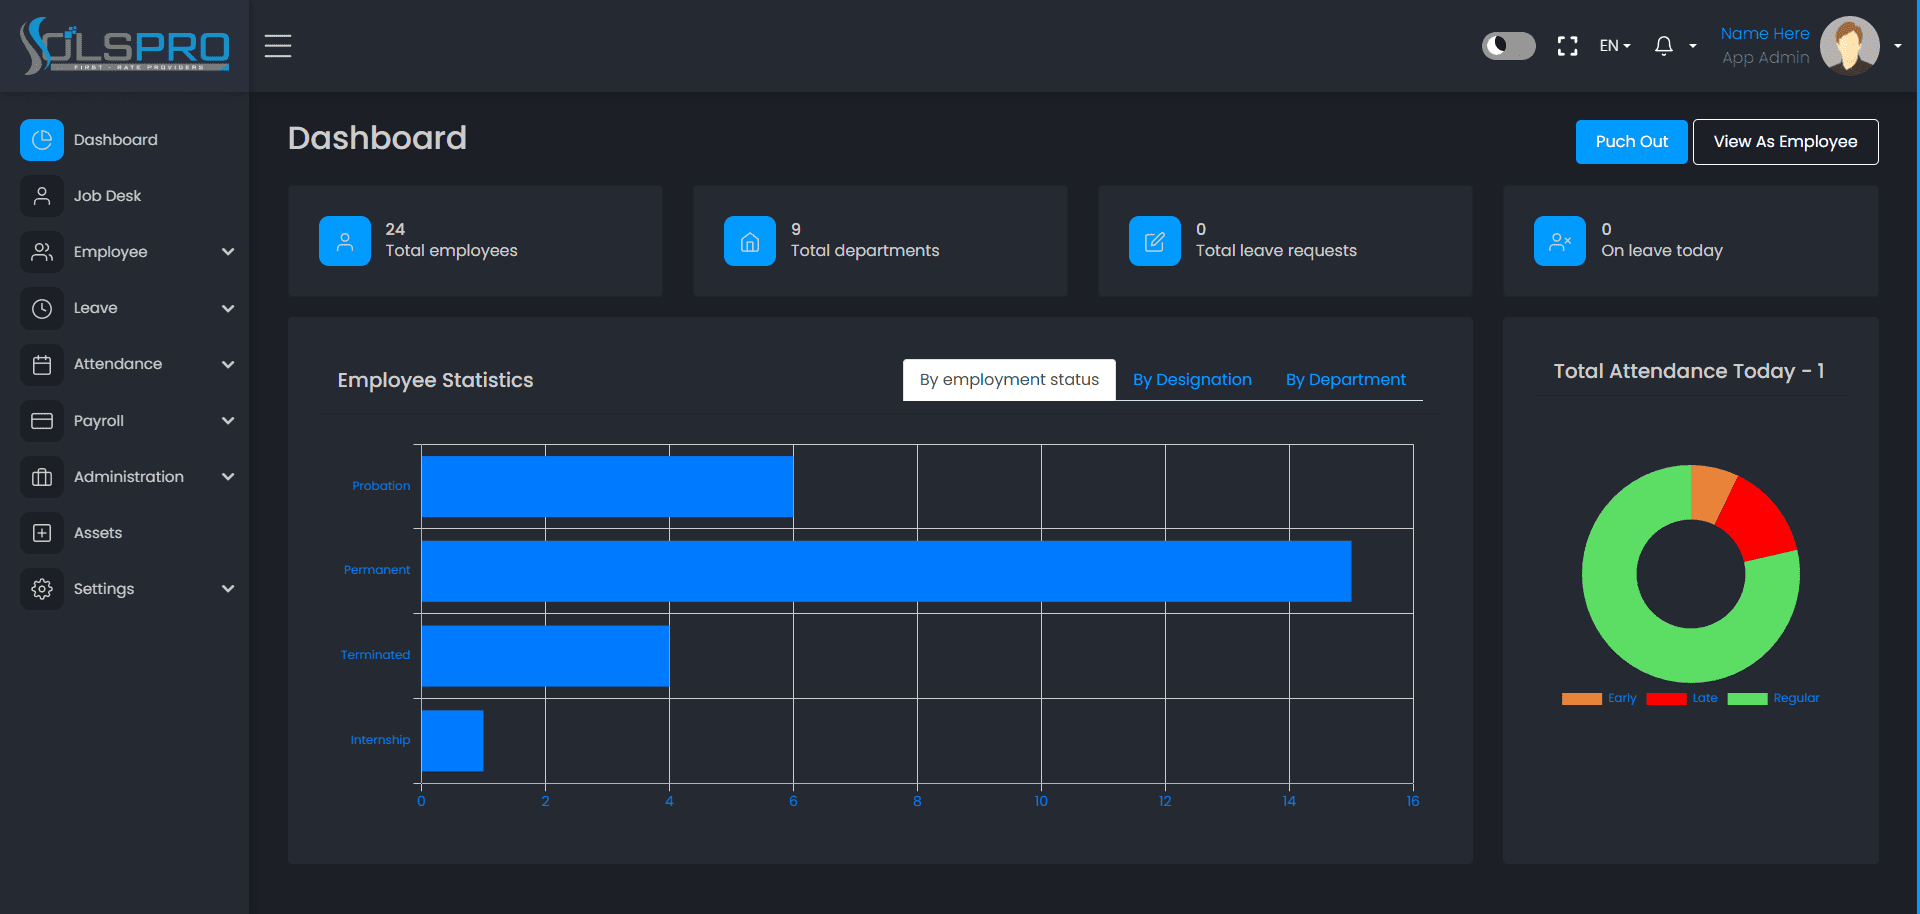 SOLSPRO
FIRST - RATE PROVIDERS
EN
Name Here
App Admin
Dashboard
Job Desk
Employee
Leave
Attendance
Payroll
Administration
Assets
Settings
Dashboard
Puch Out
View As Employee
24
Total employees
9
Total departments
0
Total leave requests
0
On leave today
Employee Statistics
By employment status
By Designation
By Department
Probation
Permanent
Terminated
Internship
0 2 4 6 8 10 12 14 16
Total Attendance Today - 1
Early Late Regular